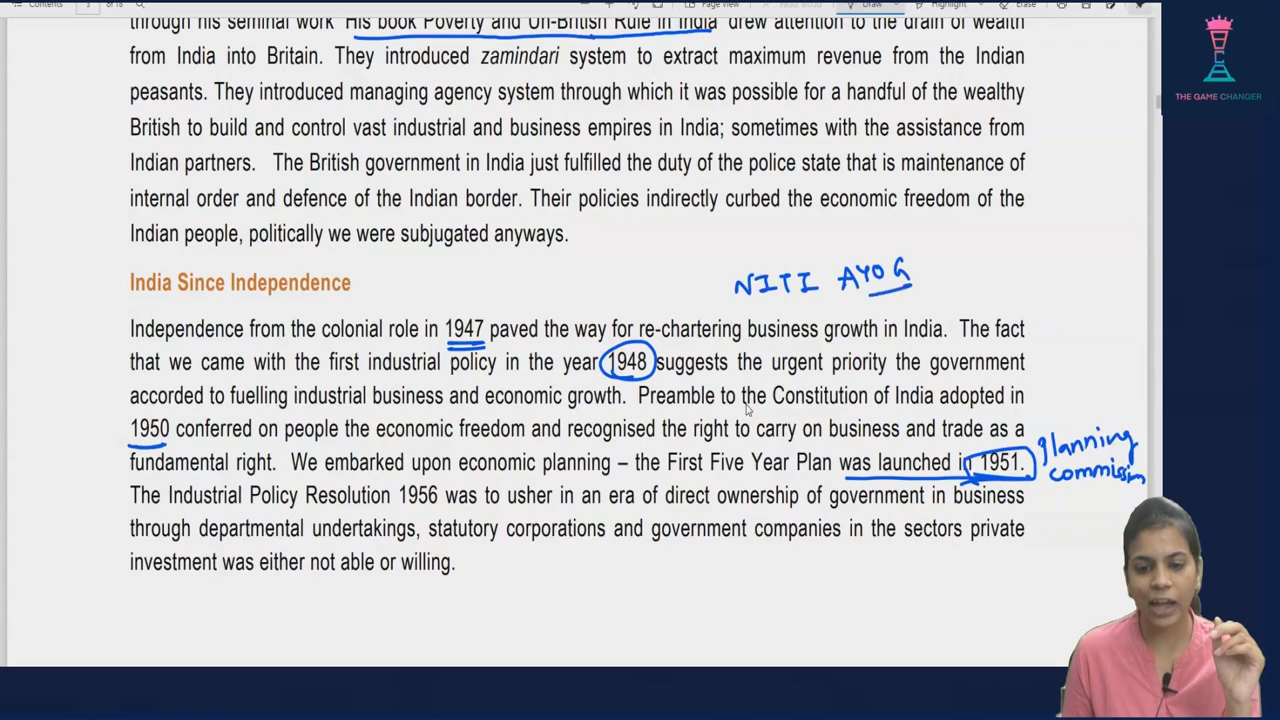 Contents
3 of 16
Page view
Read aloud
Draw
Highlight
Erase
through his seminal work His book Poverty and Un-British Rule in India drew attention to the drain of wealth
from India into Britain. They introduced zamindari system to extract maximum revenue from the Indian
peasants. They introduced managing agency system through which it was possible for a handful of the wealthy
British to build and control vast industrial and business empires in India; sometimes with the assistance from
Indian partners. The British government in India just fulfilled the duty of the police state that is maintenance of
internal order and defence of the Indian border. Their policies indirectly curbed the economic freedom of the
Indian people, politically we were subjugated anyways.
THE GAME CHANGER
India Since Independence
NITI AYOG
Independence from the colonial role in 1947 paved the way for re-chartering business growth in India. The fact
that we came with the first industrial policy in the year 1948 suggests the urgent priority the government
accorded to fuelling industrial business and economic growth. Preamble to the Constitution of India adopted in
1950 conferred on people the economic freedom and recognised the right to carry on business and trade as a
fundamental right. We embarked upon economic planning – the First Five Year Plan was launched in 1951.
Planning
commission
The Industrial Policy Resolution 1956 was to usher in an era of direct ownership of government in business
through departmental undertakings, statutory corporations and government companies in the sectors private
investment was either not able or willing.